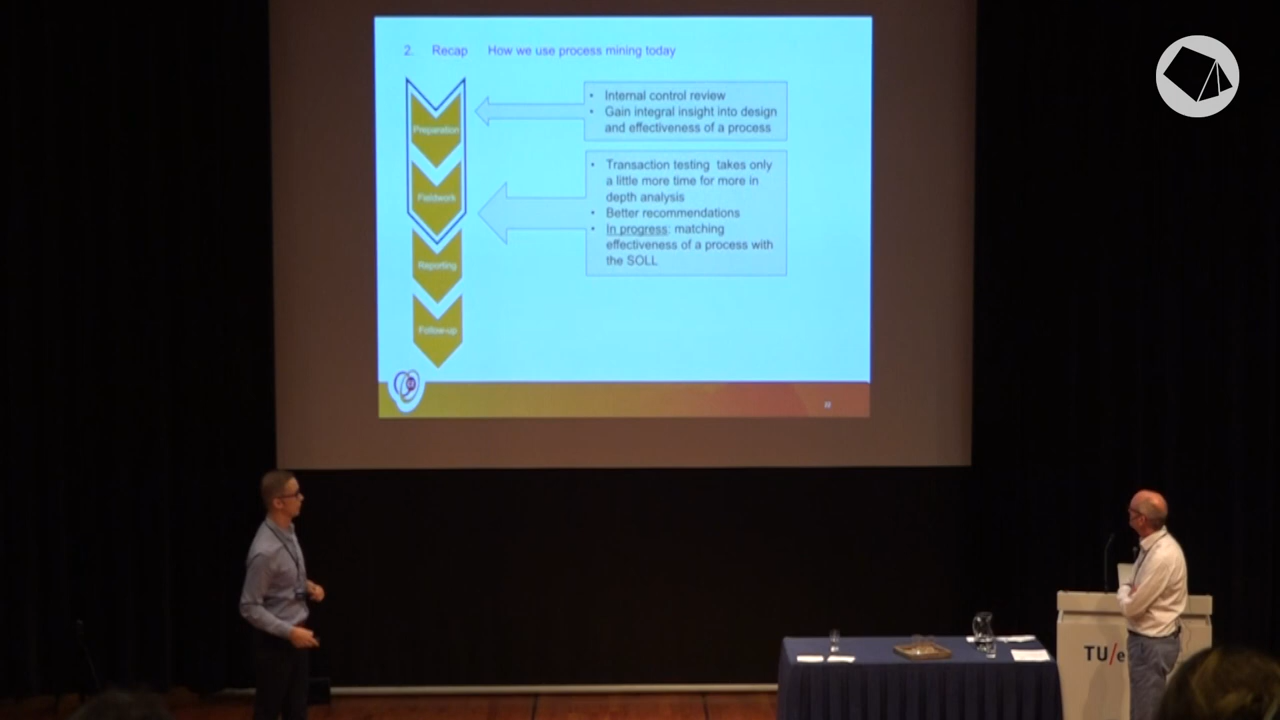 2. Recap How we use process mining today
Preparation
Fieldwork
Reporting
Follow-up
• Internal control review
• Gain integral insight into design
and effectiveness of a process
• Transaction testing takes only
a little more time for more in
depth analysis
• Better recommendations
• In progress: matching
effectiveness of a process with
the SOLL
TU/e